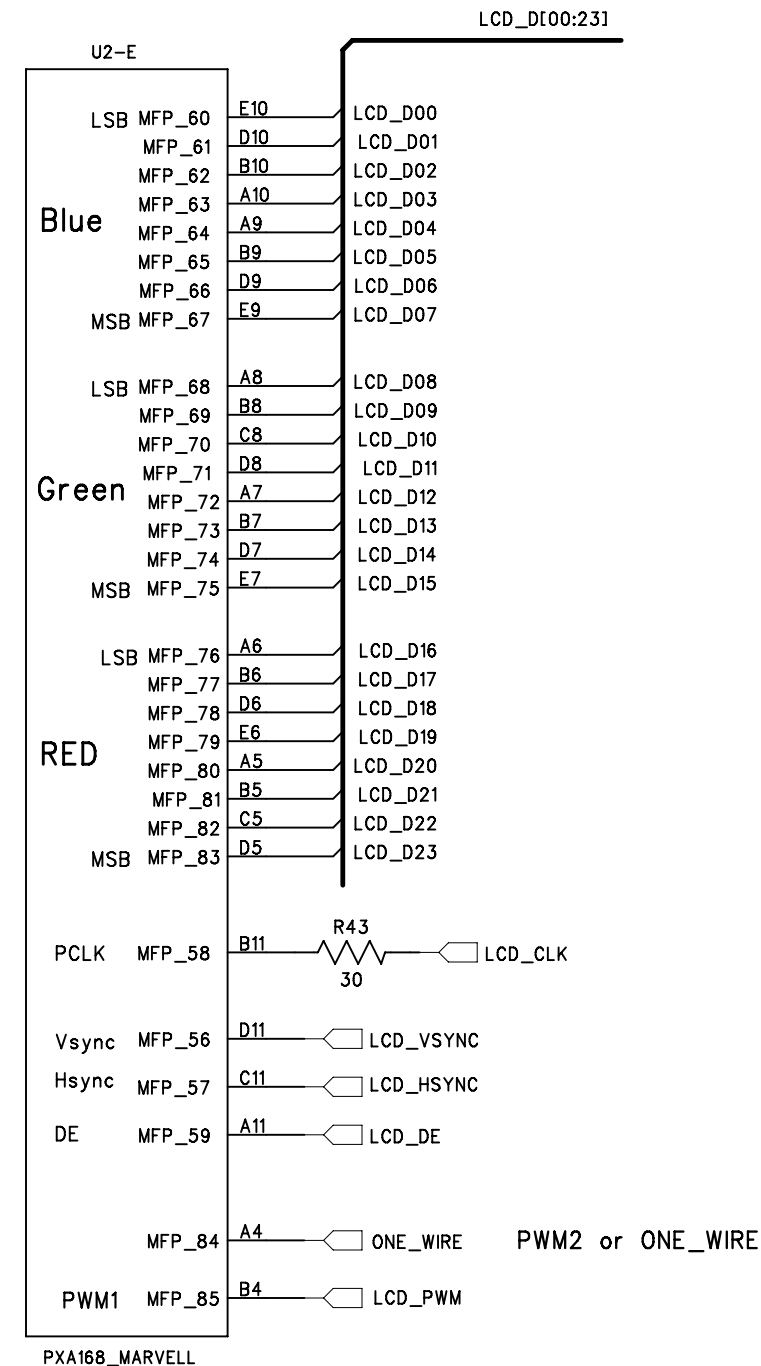 LCD_D[00:23]
U2-E
LSB MFP_60 E10 LCD_D00
MFP_61 D10 LCD_D01
MFP_62 B10 LCD_D02
MFP_63 A10 LCD_D03
Blue
MFP_64 A9 LCD_D04
MFP_65 B9 LCD_D05
MFP_66 D9 LCD_D06
MSB MFP_67 E9 LCD_D07
LSB MFP_68 A8 LCD_D08
MFP_69 B8 LCD_D09
MFP_70 C8 LCD_D10
MFP_71 D8 LCD_D11
Green
MFP_72 A7 LCD_D12
MFP_73 B7 LCD_D13
MFP_74 D7 LCD_D14
MSB MFP_75 E7 LCD_D15
LSB MFP_76 A6 LCD_D16
MFP_77 B6 LCD_D17
MFP_78 D6 LCD_D18
MFP_79 E6 LCD_D19
RED
MFP_80 A5 LCD_D20
MFP_81 B5 LCD_D21
MFP_82 C5 LCD_D22
MSB MFP_83 D5 LCD_D23
R43
PCLK MFP_58 B11 LCD_CLK
30
Vsync MFP_56 D11 LCD_VSYNC
Hsync MFP_57 C11 LCD_HSYNC
DE MFP_59 A11 LCD_DE
MFP_84 A4 ONE_WIRE PWM2 or ONE_WIRE
PWM1 MFP_85 B4 LCD_PWM
PXA168_MARVELL